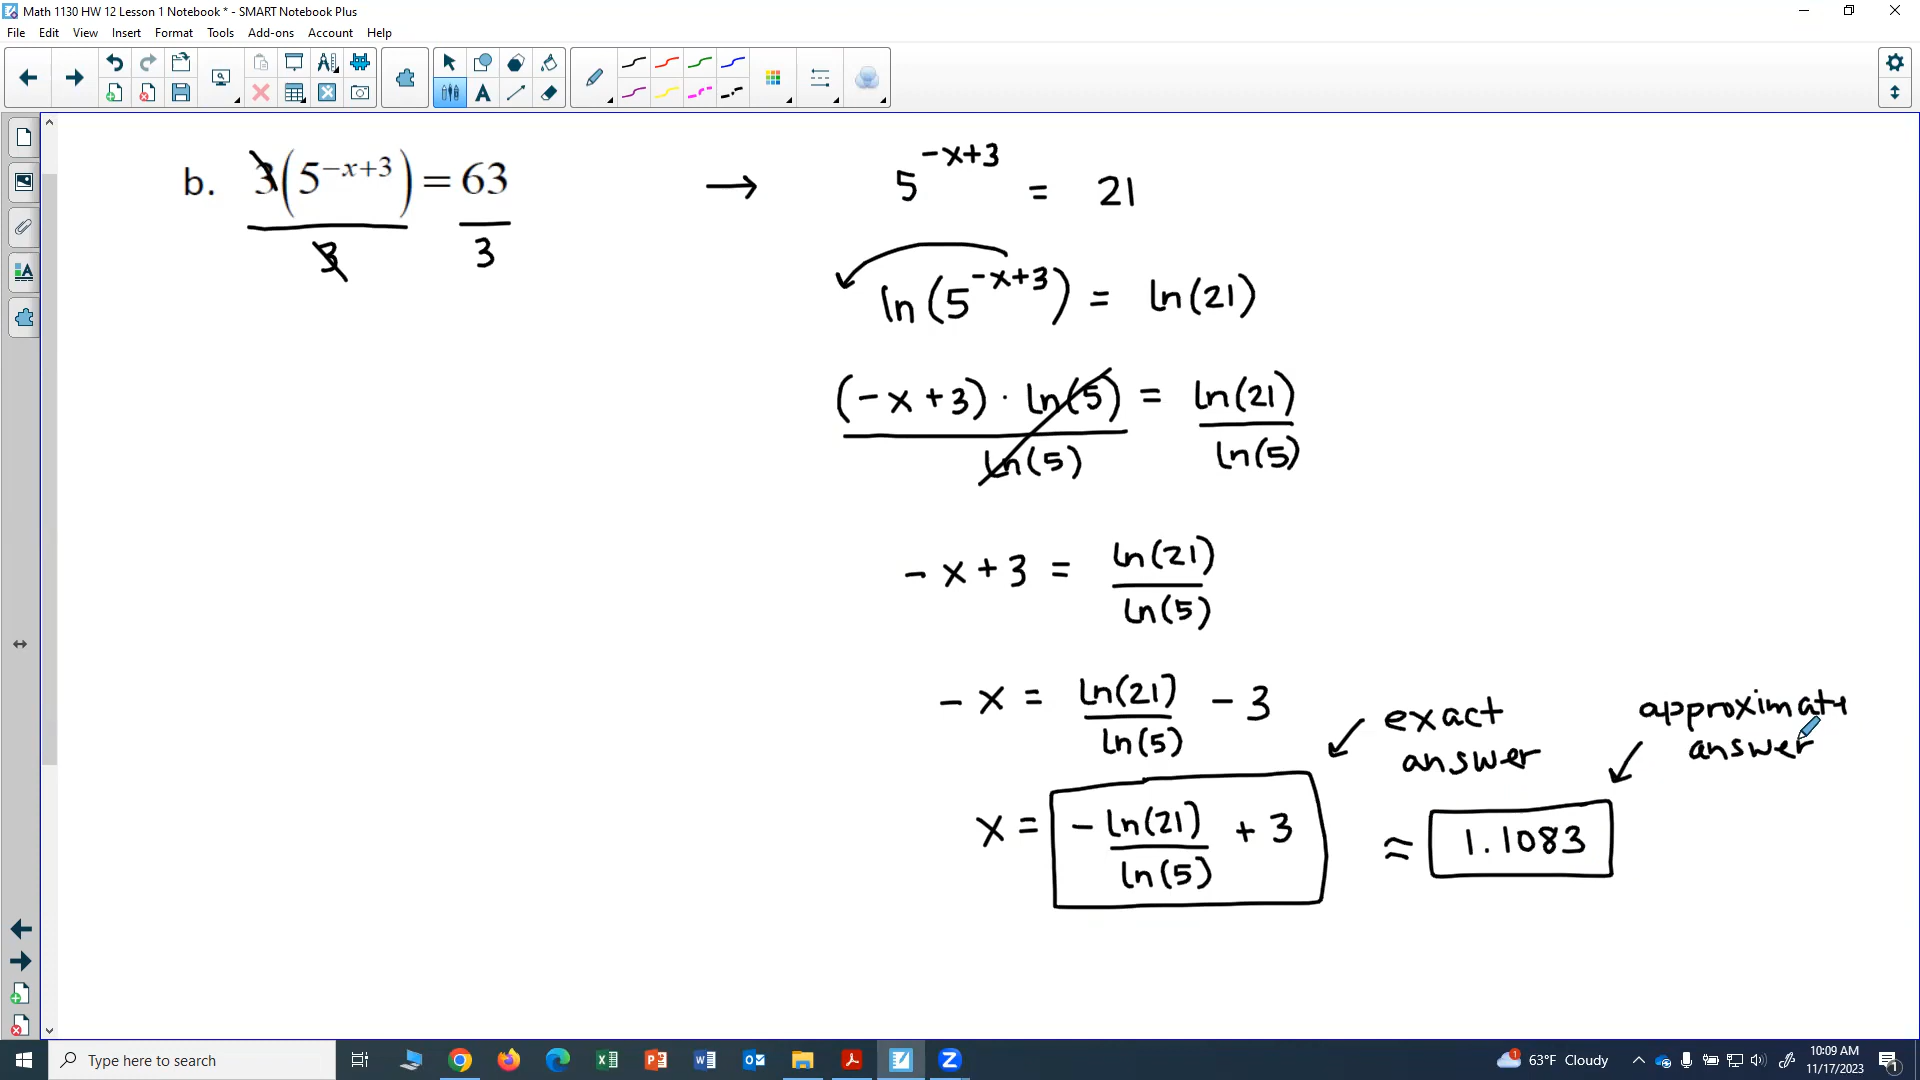 Math 1130 HW 12 Lesson 1 Notebook * - SMART Notebook Plus
File Edit View Insert Format Tools Add-ons Account Help
b. 3(5^{-x+3}) = 63 → 5^{-x+3} = 21
3 3
ln(5^{-x+3}) = ln(21)
(-x+3) · ln(5) = ln(21)
ln(5) ln(5)
-x+3 = ln(21)
ln(5)
-x = ln(21) - 3
ln(5)
exact
answer
approximate
answer
x = - ln(21) + 3 ≈ 1.1083
ln(5)
Type here to search
63°F Cloudy
10:09 AM
11/17/2023